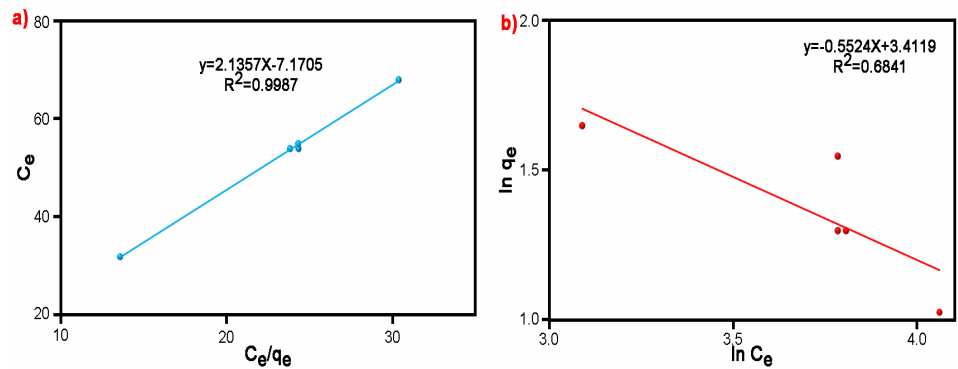 a)
80
60
40
20
10
20
30
Ce
Ce/qe
y=2.1357X-7.1705
R2=0.9987
b)
2.0
1.5
1.0
3.0
3.5
4.0
ln qe
ln Ce
y=-0.5524X+3.4119
R2=0.6841